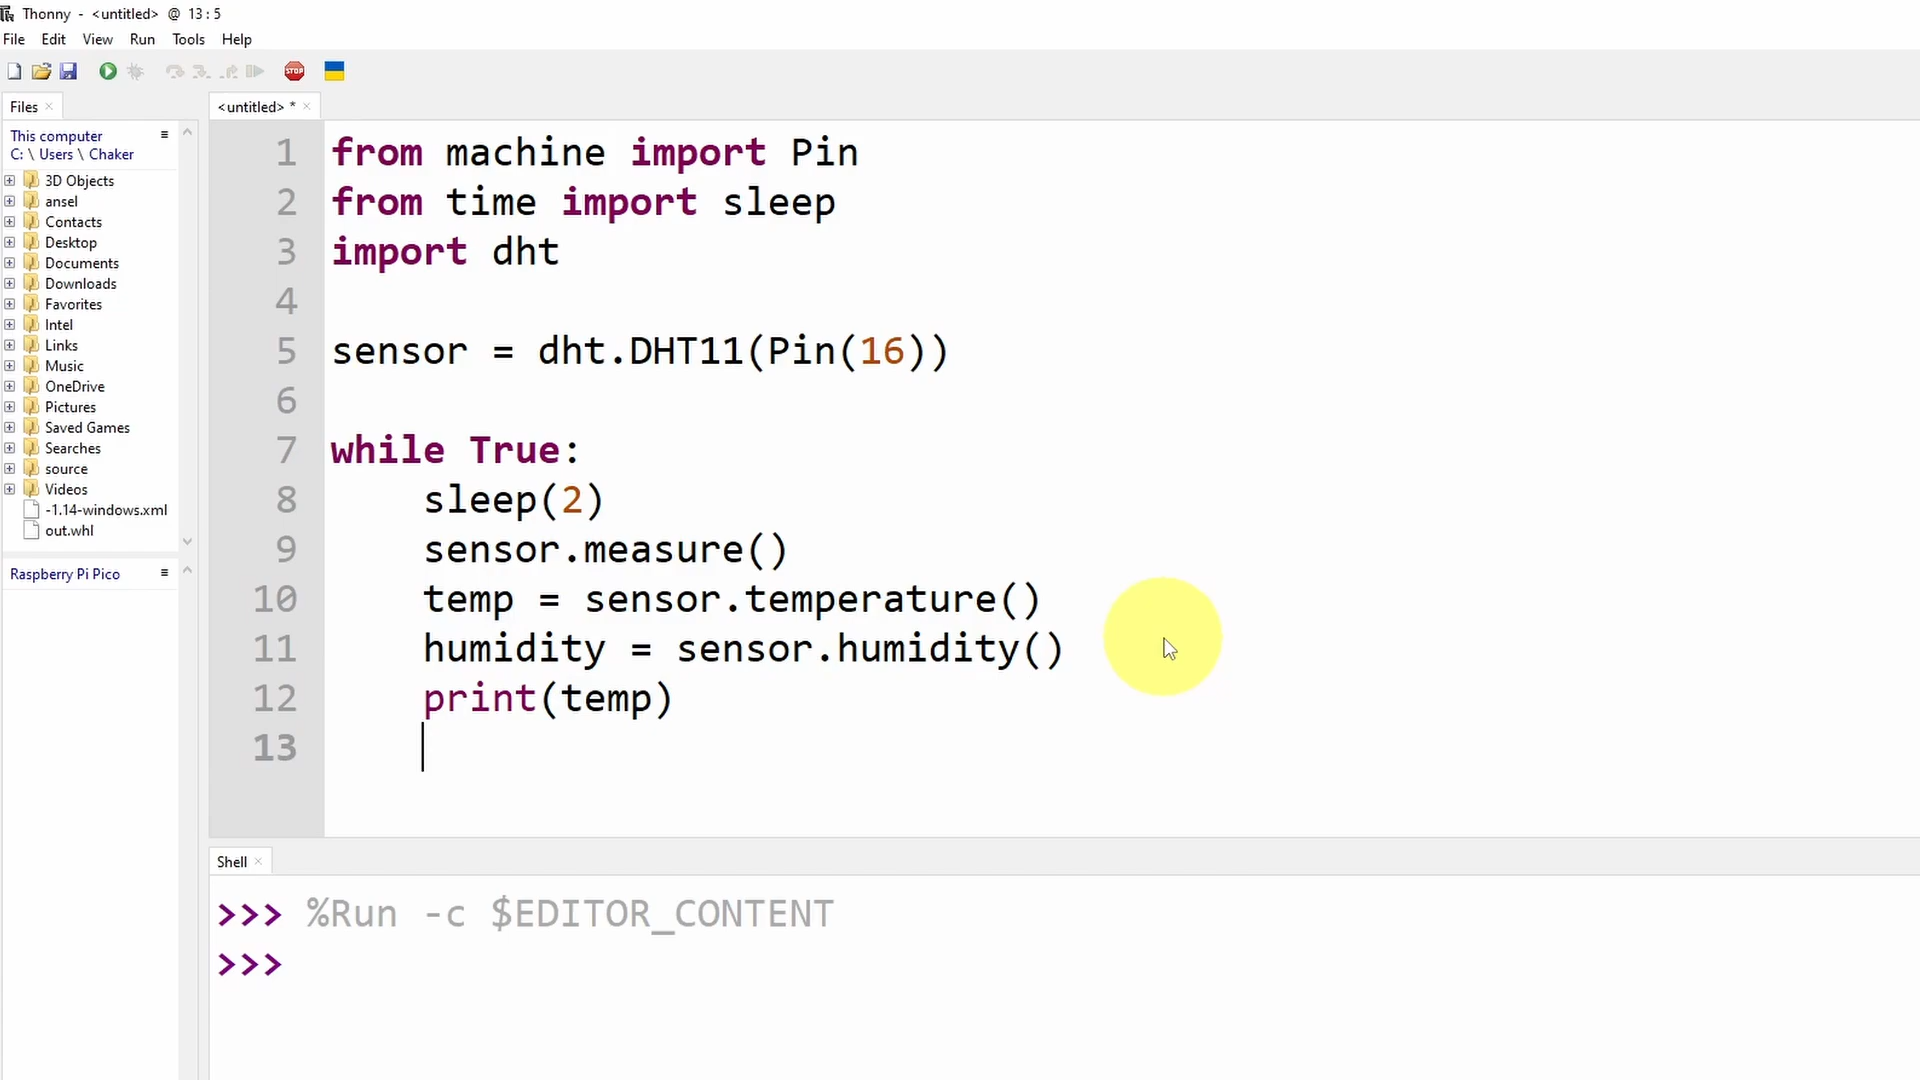 Thonny - <untitled> @ 13 : 5
File Edit View Run Tools Help
STOP
Files
<untitled> *
This computer
C: \ Users \ Chaker
3D Objects
ansel
Contacts
Desktop
Documents
Downloads
Favorites
Intel
Links
Music
OneDrive
Pictures
Saved Games
Searches
source
Videos
-1.14-windows.xml
out.whl
Raspberry Pi Pico
1 from machine import Pin
2 from time import sleep
3 import dht
4
5 sensor = dht.DHT11(Pin(16))
6
7 while True:
8 sleep(2)
9 sensor.measure()
10 temp = sensor.temperature()
11 humidity = sensor.humidity()
12 print(temp)
13
Shell
>>> %Run -c $EDITOR_CONTENT
>>>